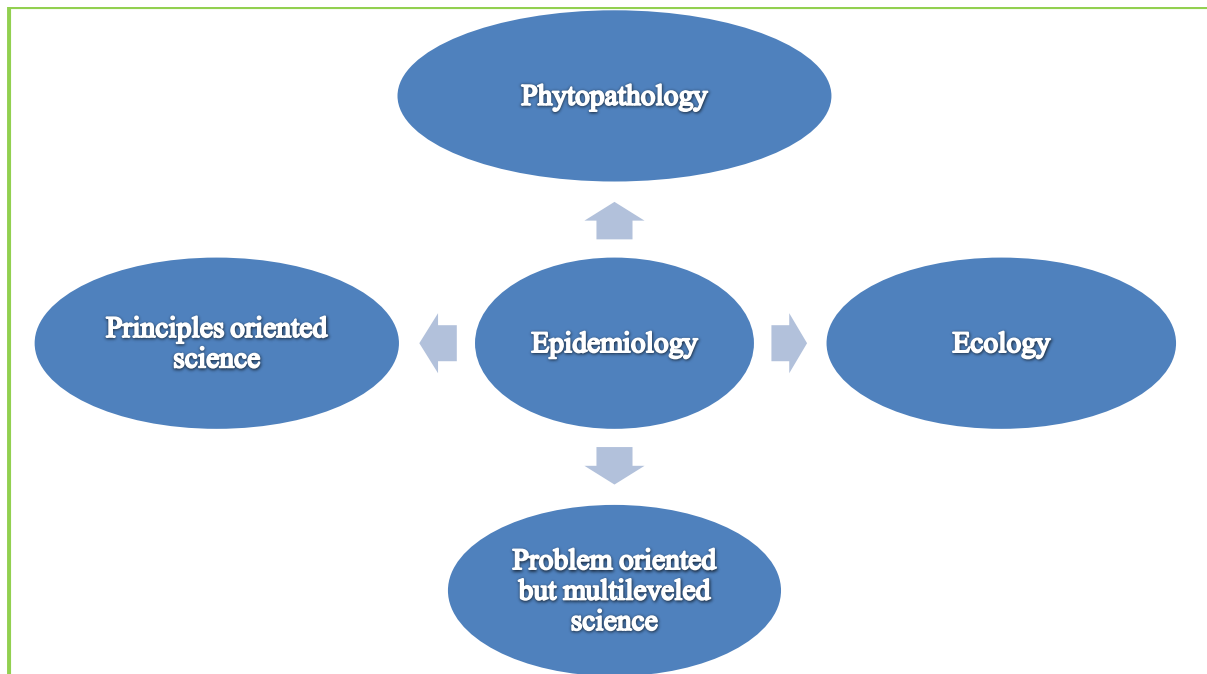 Phytopathology
Principles oriented
science
Epidemiology
Ecology
Problem oriented
but multileveled
science